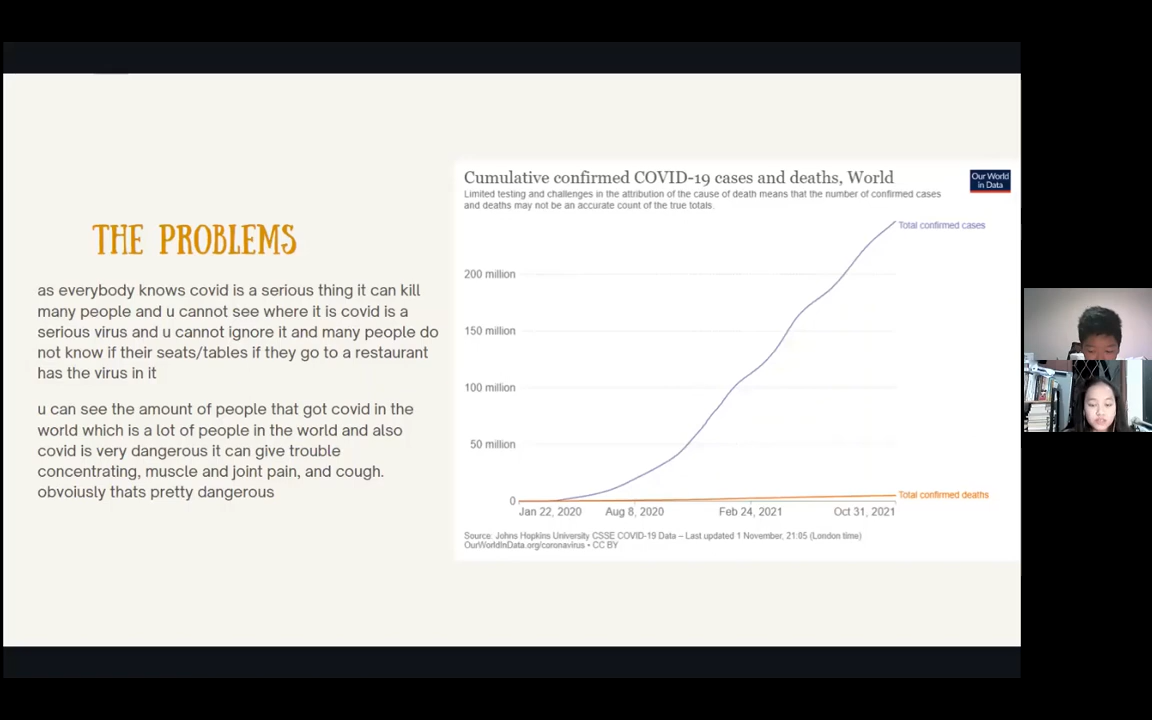 THE PROBLEMS
as everybody knows covid is a serious thing it can kill
many people and u cannot see where it is covid is a
serious virus and u cannot ignore it and many people do
not know if their seats/tables if they go to a restaurant
has the virus in it
u can see the amount of people that got covid in the
world which is a lot of people in the world and also
covid is very dangerous it can give trouble
concentrating, muscle and joint pain, and cough.
obvoiusly thats pretty dangerous
Cumulative confirmed COVID-19 cases and deaths, World
Limited testing and challenges in the attribution of the cause of death means that the number of confirmed cases
and deaths may not be an accurate count of the true totals.
Our World
in Data
Total confirmed cases
200 million
150 million
100 million
50 million
0
Total confirmed deaths
Jan 22, 2020
Aug 8, 2020
Feb 24, 2021
Oct 31, 2021
Source: Johns Hopkins University CSSE COVID-19 Data – Last updated 1 November, 21:05 (London time)
OurWorldInData.org/coronavirus • CC BY